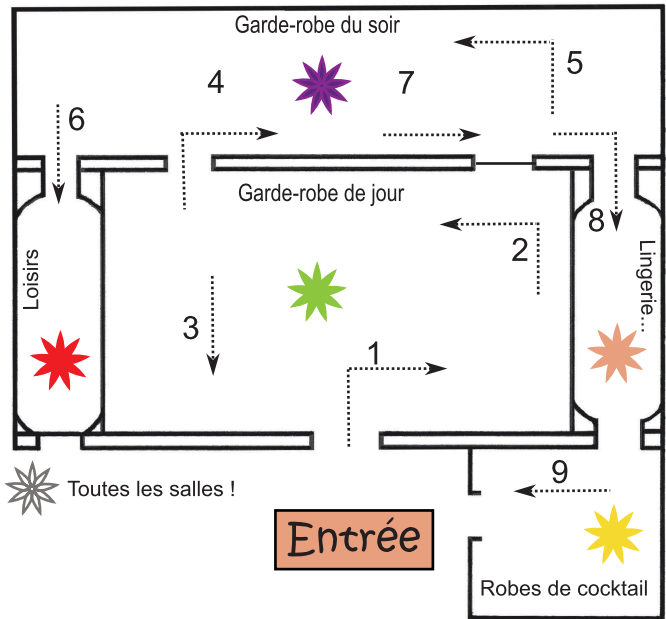 Garde-robe du soir
4
7
5
6
Garde-robe de jour
8
2
Loisirs
Lingerie...
3
1
9
Toutes les salles !
Entrée
Robes de cocktail